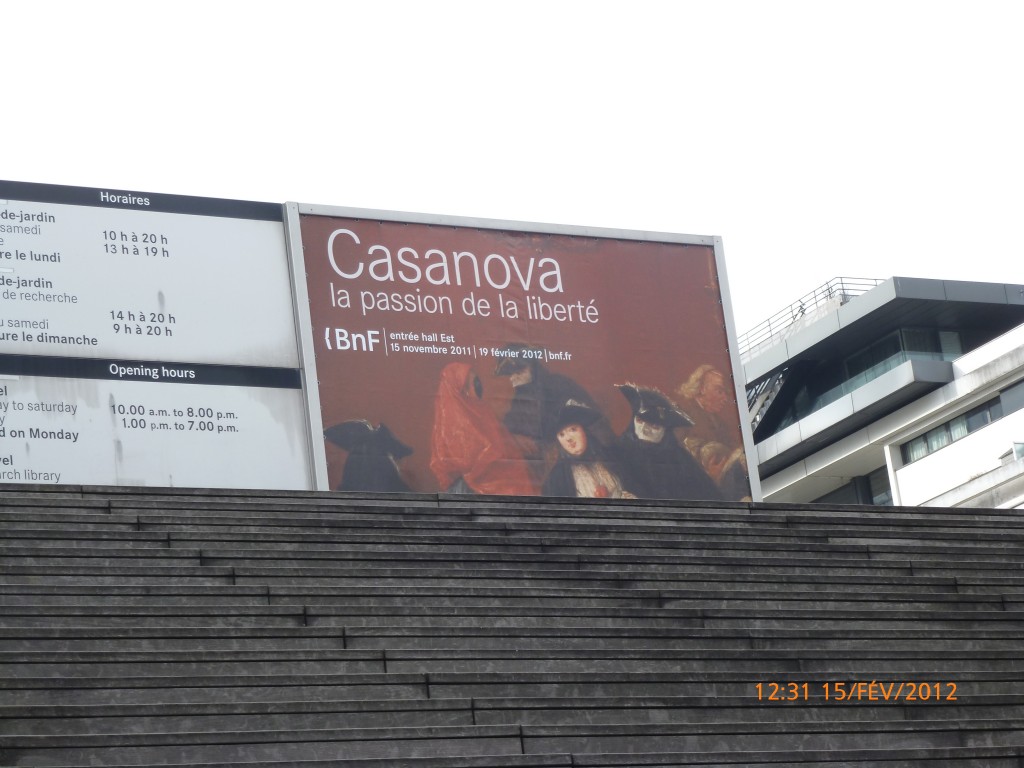 Horaires
de-jardin
samedi
10 h à 20 h
13 h à 19 h
re le lundi
de-jardin
de recherche
14 h à 20 h
samedi
9 h à 20 h
ure le dimanche
Opening hours
el
ay to saturday
10.00 a.m. to 8.00 p.m.
y
1.00 p.m. to 7.00 p.m.
d on Monday
vel
arch library
Casanova
la passion de la liberté
BnF
entrée hall Est
15 novembre 2011 | 19 février 2012 | bnf.fr
12:31 15/FÉV/2012